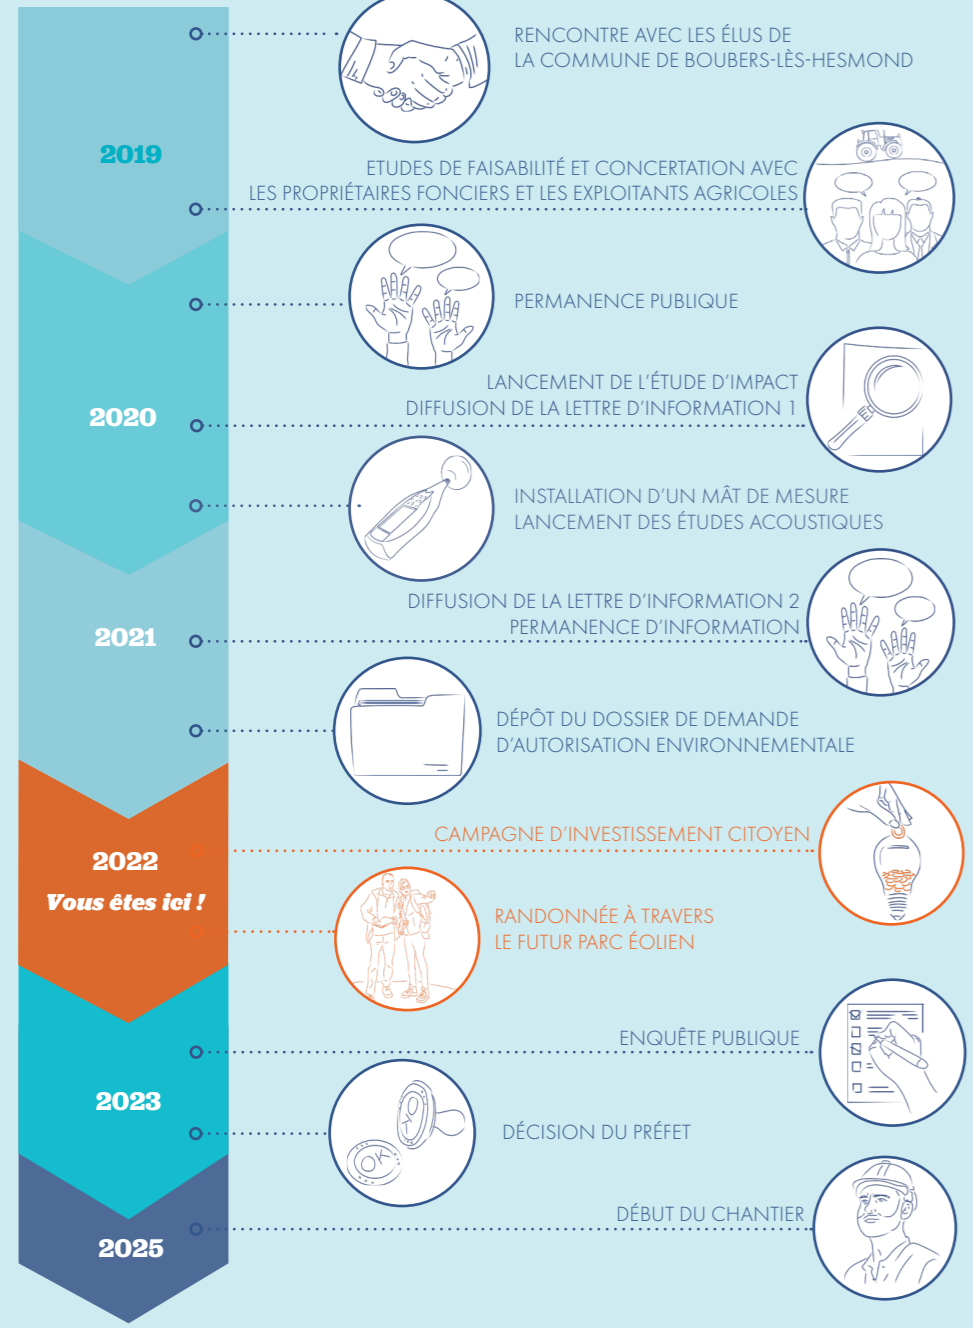 RENCONTRE AVEC LES ÉLUS DE
LA COMMUNE DE BOUBERS-LÈS-HESMOND
2019
ETUDES DE FAISABILITÉ ET CONCERTATION AVEC
LES PROPRIÉTAIRES FONCIERS ET LES EXPLOITANTS AGRICOLES
PERMANENCE PUBLIQUE
2020
LANCEMENT DE L'ÉTUDE D'IMPACT
DIFFUSION DE LA LETTRE D'INFORMATION 1
INSTALLATION D'UN MÂT DE MESURE
LANCEMENT DES ÉTUDES ACOUSTIQUES
2021
DIFFUSION DE LA LETTRE D'INFORMATION 2
PERMANENCE D'INFORMATION
DÉPÔT DU DOSSIER DE DEMANDE
D'AUTORISATION ENVIRONNEMENTALE
2022
Vous êtes ici !
CAMPAGNE D'INVESTISSEMENT CITOYEN
RANDONNÉE À TRAVERS
LE FUTUR PARC ÉOLIEN
2023
ENQUÊTE PUBLIQUE
OK
OK
DÉCISION DU PRÉFET
2025
DÉBUT DU CHANTIER